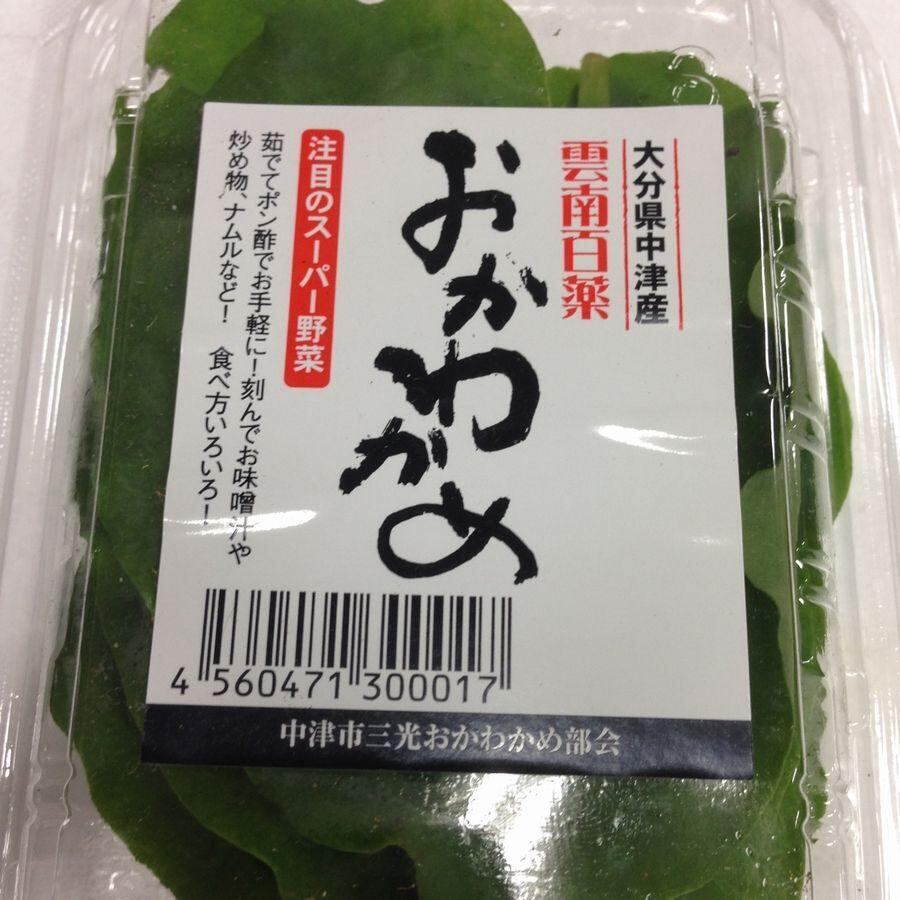 大分県中津産
雲南百薬
おかわかめ
注目のスーパー野菜
茹でてポン酢でお手軽に！刻んでお味噌汁や
炒め物、ナムルなど！　食べ方いろいろ！
4 560471 300017
中津市三光おかわかめ部会